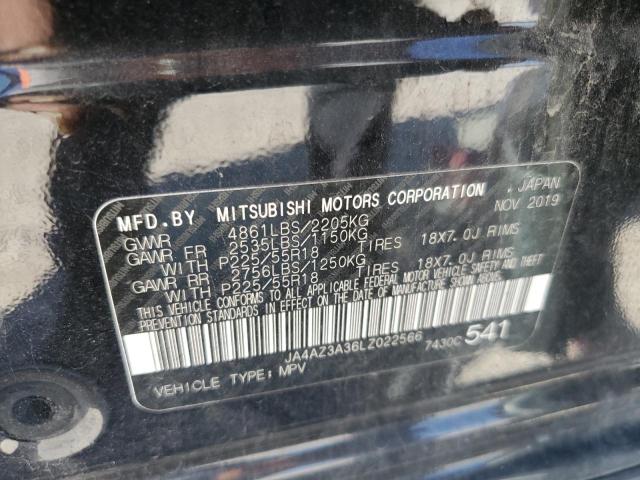 MFD.BY MITSUBISHI MOTORS CORPORATION , JAPAN
NOV 2019
GWR 4861LBS/2205KG
GAWR FR 2535LBS/1150KG
WITH P225/55R18 TIRES 18X7.0J RIMS
GAWR RR 2756LBS/1250KG
WITH P225/55R18 TIRES 18X7.0J RIMS
THIS VEHICLE CONFORMS TO ALL APPLICABLE FEDERAL MOTOR VEHICLE SAFETY AND THEFT
PREVENTION STANDARDS IN EFFECT ON THE DATE OF MANUFACTURE SHOWN ABOVE.
JA4AZ3A36LZ022566 7430C 541
VEHICLE TYPE: MPV